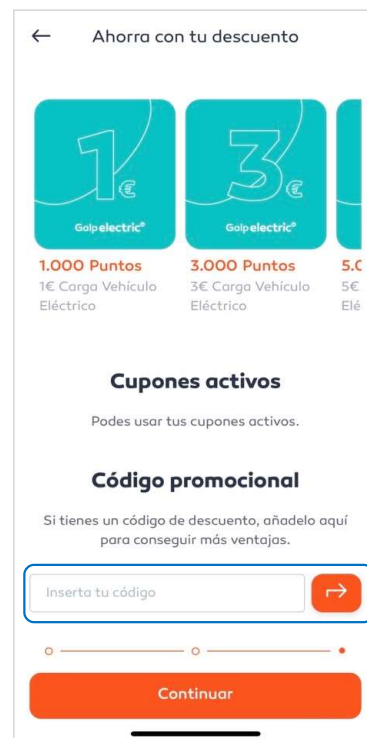 Ahorra con tu descuento
1€
Galp electric®
3€
Galp electric®
1.000 Puntos
3.000 Puntos
1€ Carga Vehículo
Eléctrico
3€ Carga Vehículo
Eléctrico
5€
Cupones activos
Podes usar tus cupones activos.
Código promocional
Si tienes un código de descuento, añadelo aquí
para conseguir más ventajas.
Inserta tu código
Continuar